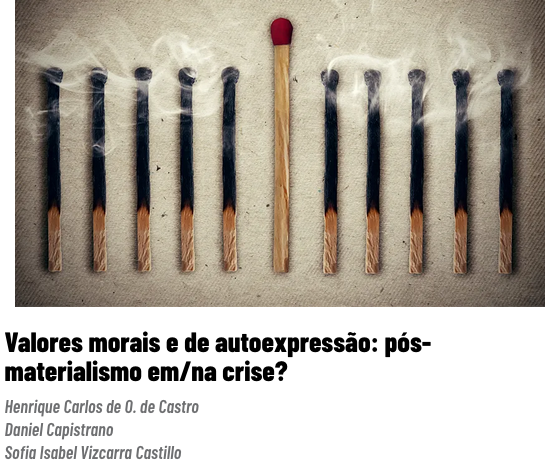 Valores morais e de autoexpressão: pós-
materialismo em/na crise?
Henrique Carlos de O. de Castro
Daniel Capistrano
Sofia Isabel Vizcarra Castillo